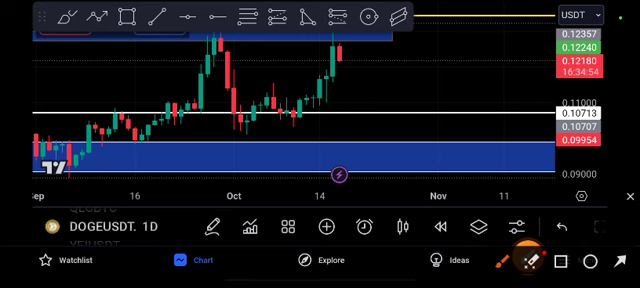 USDT
0.12357
0.12240
0.12180
16:34:54
0.11000
0.10713
0.10707
0.09954
0.09000
Sep 16 Oct 14 Nov 11
DOGEUSDT. 1D
Watchlist Chart Explore Ideas